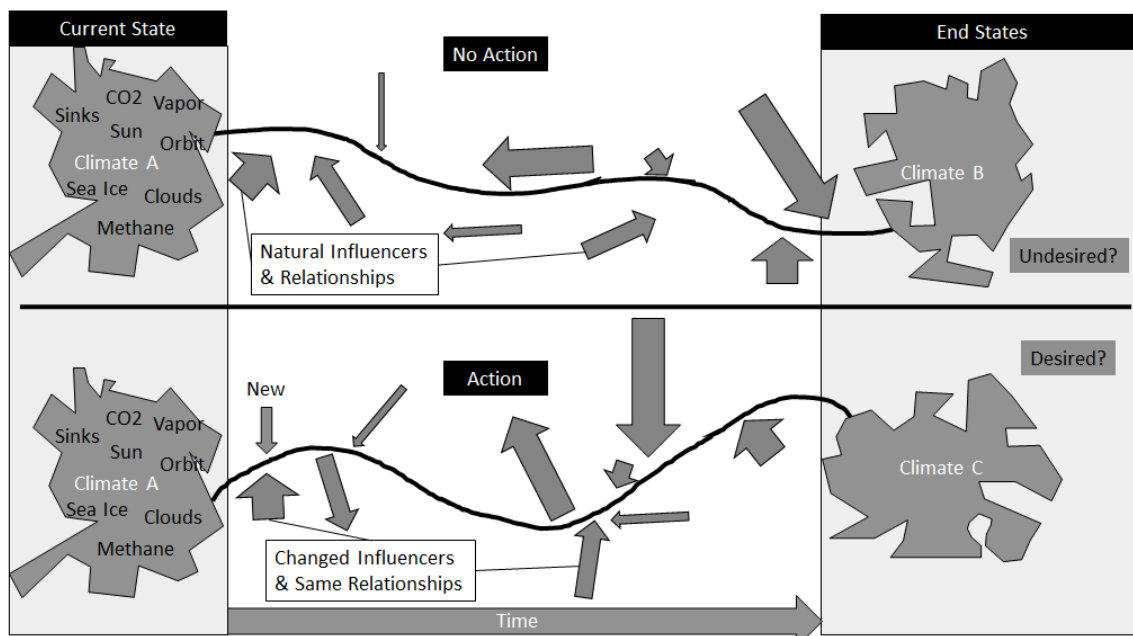 Current State
No Action
End States
CO2
Vapor
Sinks
Sun
Orbit
Climate A
Sea Ice
Clouds
Methane
Natural Influencers
& Relationships
Climate B
Undesired?
Action
Desired?
New
CO2
Vapor
Sinks
Sun
Orbit
Climate A
Sea Ice
Clouds
Methane
Changed Influencers
& Same Relationships
Climate C
Time